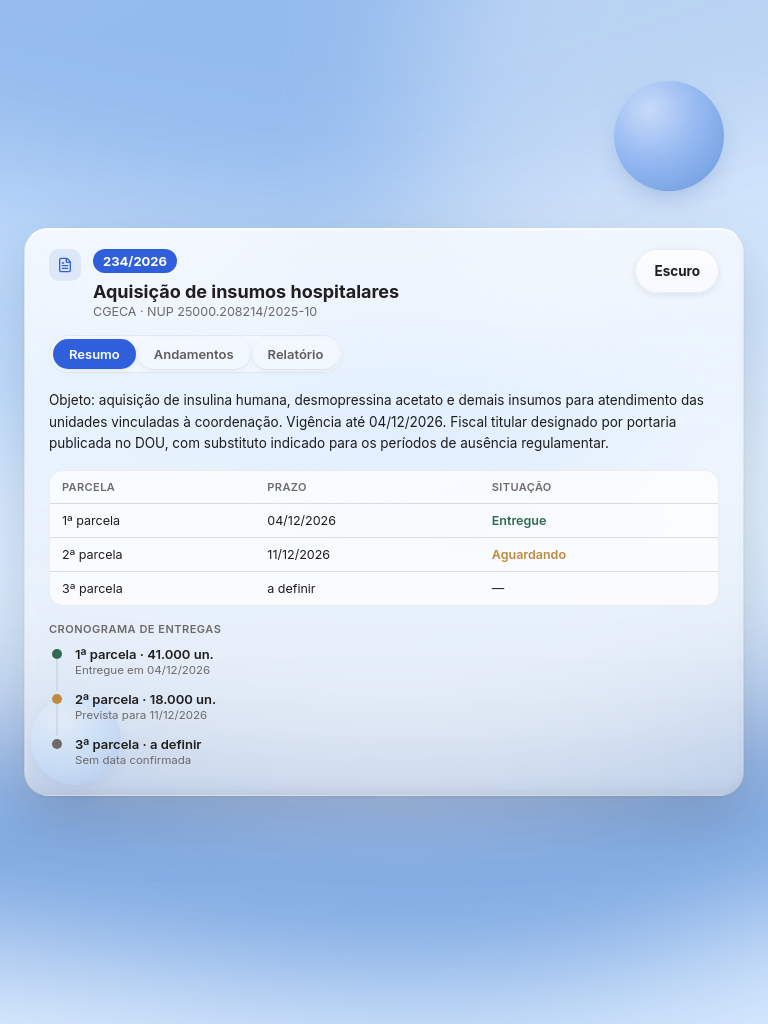 234/2026
Aquisição de insumos hospitalares
CGECA · NUP 25000.208214/2025-10
Escuro
Resumo Andamentos Relatório
Objeto: aquisição de insulina humana, desmopressina acetato e demais insumos para atendimento das
unidades vinculadas à coordenação. Vigência até 04/12/2026. Fiscal titular designado por portaria
publicada no DOU, com substituto indicado para os períodos de ausência regulamentar.
PARCELA PRAZO SITUAÇÃO
1ª parcela 04/12/2026 Entregue
2ª parcela 11/12/2026 Aguardando
3ª parcela a definir —
CRONOGRAMA DE ENTREGAS
1ª parcela · 41.000 un.
Entregue em 04/12/2026
2ª parcela · 18.000 un.
Prevista para 11/12/2026
3ª parcela · a definir
Sem data confirmada